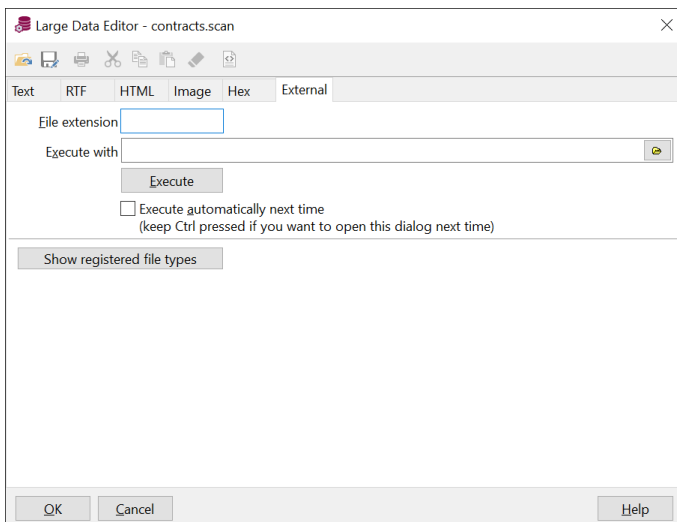 Large Data Editor - contracts.scan
Text RTF HTML Image Hex External
File extension
Execute with
Execute
Execute automatically next time
(keep Ctrl pressed if you want to open this dialog next time)
Show registered file types
OK Cancel Help